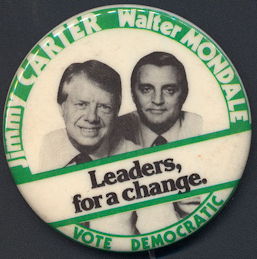 Jimmy CARTER Walter MONDALE
Leaders,
for a change.
VOTE DEMOCRATIC